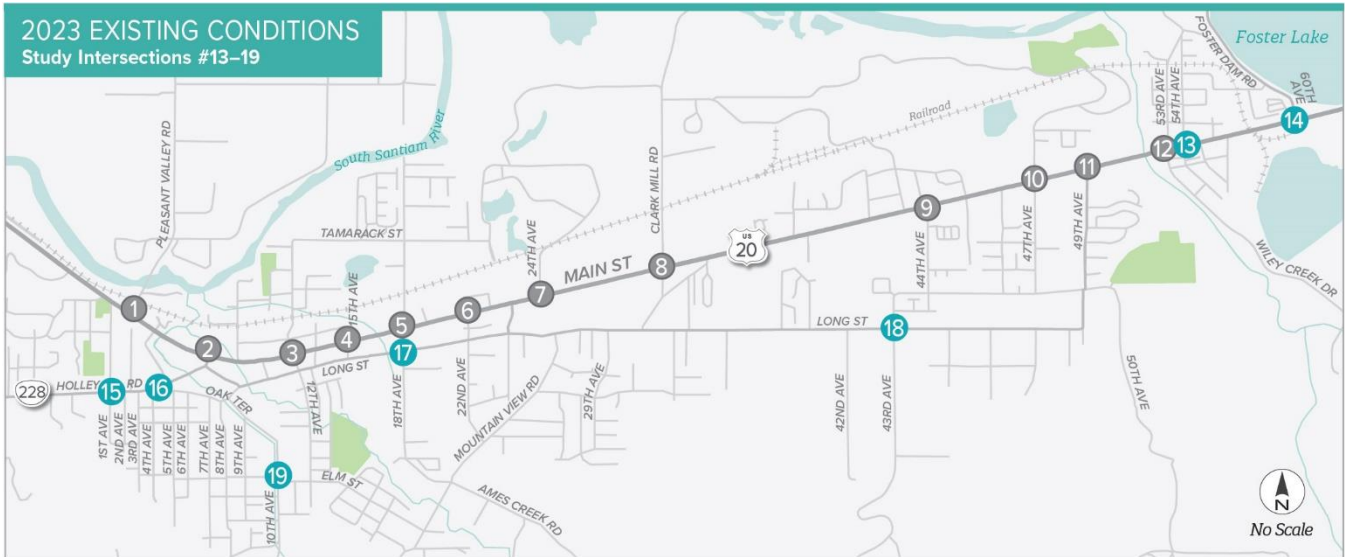 2023 EXISTING CONDITIONS
Study Intersections #13–19
Foster Lake
FOSTER DAM RD
60TH AVE
53RD AVE
54TH AVE
14
13
12
11
10
9
Railroad
South Santiam River
PLEASANT VALLEY RD
CLARK MILL RD
TAMARACK ST
24TH AVE
MAIN ST
US
20
44TH AVE
47TH AVE
49TH AVE
WILEY CREEK DR
15TH AVE
1
2
3
4
5
6
7
8
LONG ST
LONG ST
17
18
228
HOLLEY RD
15
16
OAK TER
12TH AVE
18TH AVE
22ND AVE
MOUNTAIN VIEW RD
29TH AVE
42ND AVE
43RD AVE
50TH AVE
1ST AVE
2ND AVE
3RD AVE
4TH AVE
5TH AVE
6TH AVE
7TH AVE
8TH AVE
9TH AVE
19
ELM ST
10TH AVE
AMES CREEK RD
N
No Scale